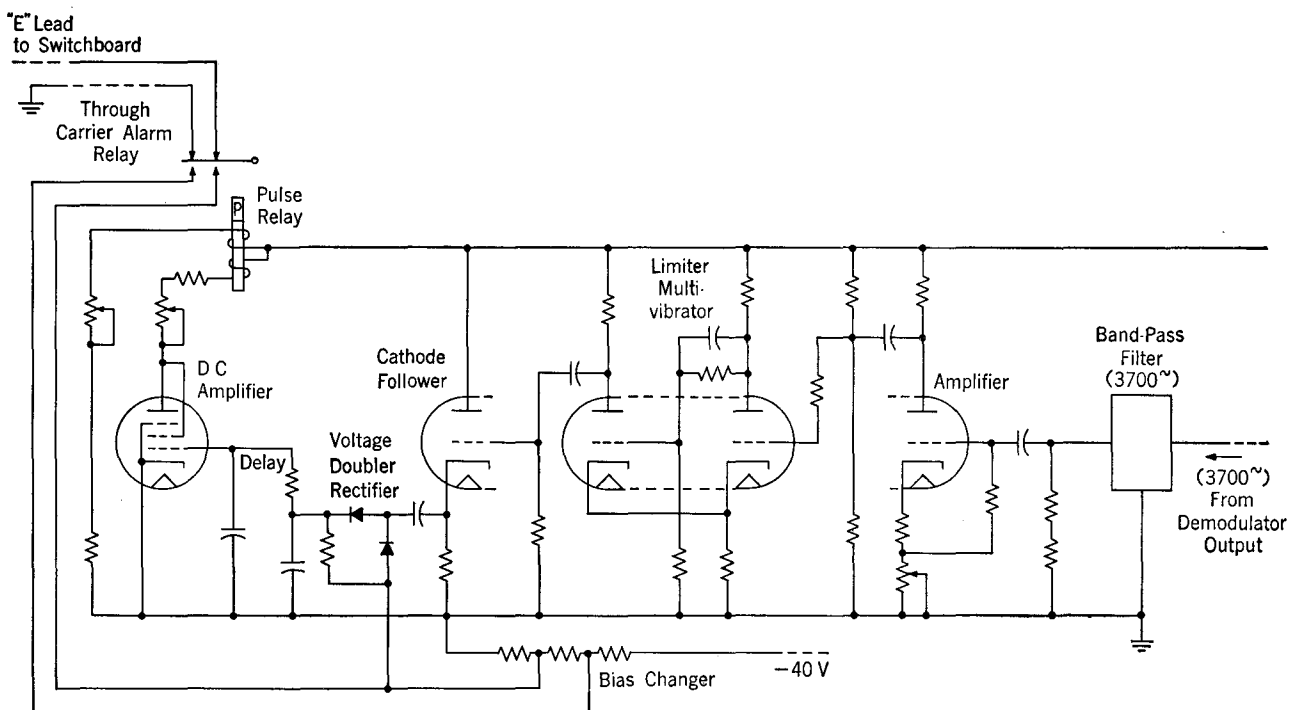 "E" Lead
to Switchboard
Through
Carrier Alarm
Relay
P
Pulse
Relay
Limiter
Multi-
vibrator
Band-Pass
Filter
(3700~)
D C
Amplifier
Cathode
Follower
Amplifier
Delay
Voltage
Doubler
Rectifier
(3700~)
From
Demodulator
Output
Bias Changer
−40 V